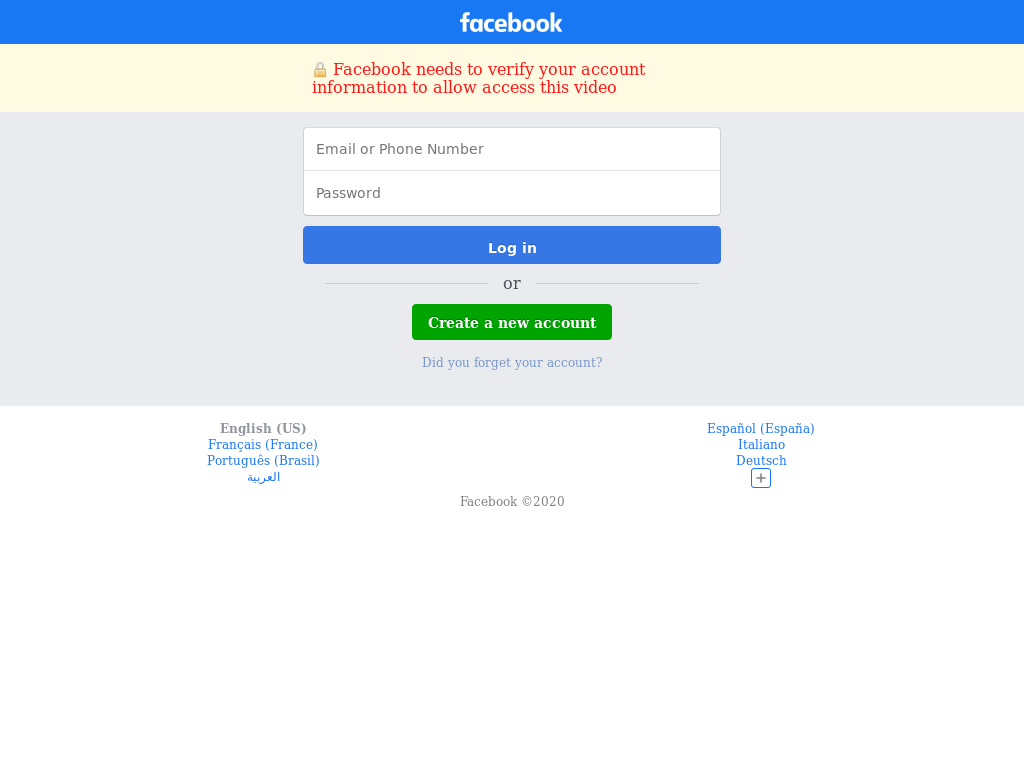 facebook
Facebook needs to verify your account
information to allow access this video
Email or Phone Number
Password
Log in
or
Create a new account
Did you forget your account?
English (US)
Français (France)
Português (Brasil)
العربية
Español (España)
Italiano
Deutsch
+
Facebook ©2020